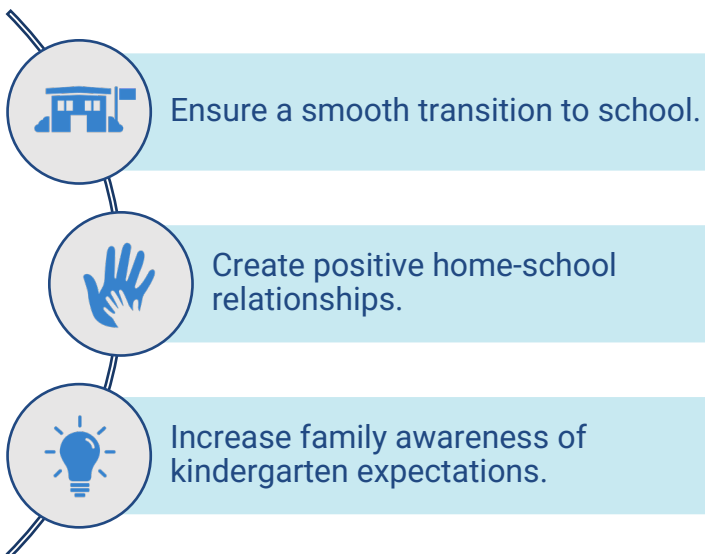 Ensure a smooth transition to school.
Create positive home-school
relationships.
Increase family awareness of
kindergarten expectations.